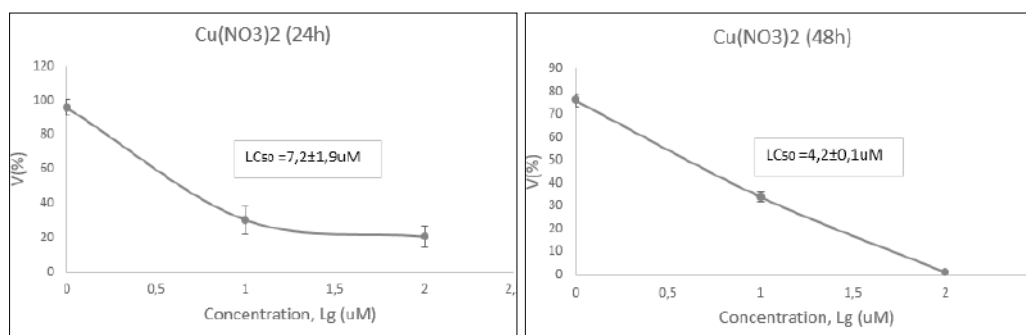 Cu(NO3)2 (24h)
120
100
80
60
40
20
0
V(%)
LC50 =7,2±1,9uM
0 0,5 1 1,5 2 2,
Concentration, Lg (uM)
Cu(NO3)2 (48h)
90
80
70
60
50
40
30
20
10
0
V(%)
LC50 =4,2±0,1uM
0 0,5 1 1,5 2
Concentration, Lg (uM)